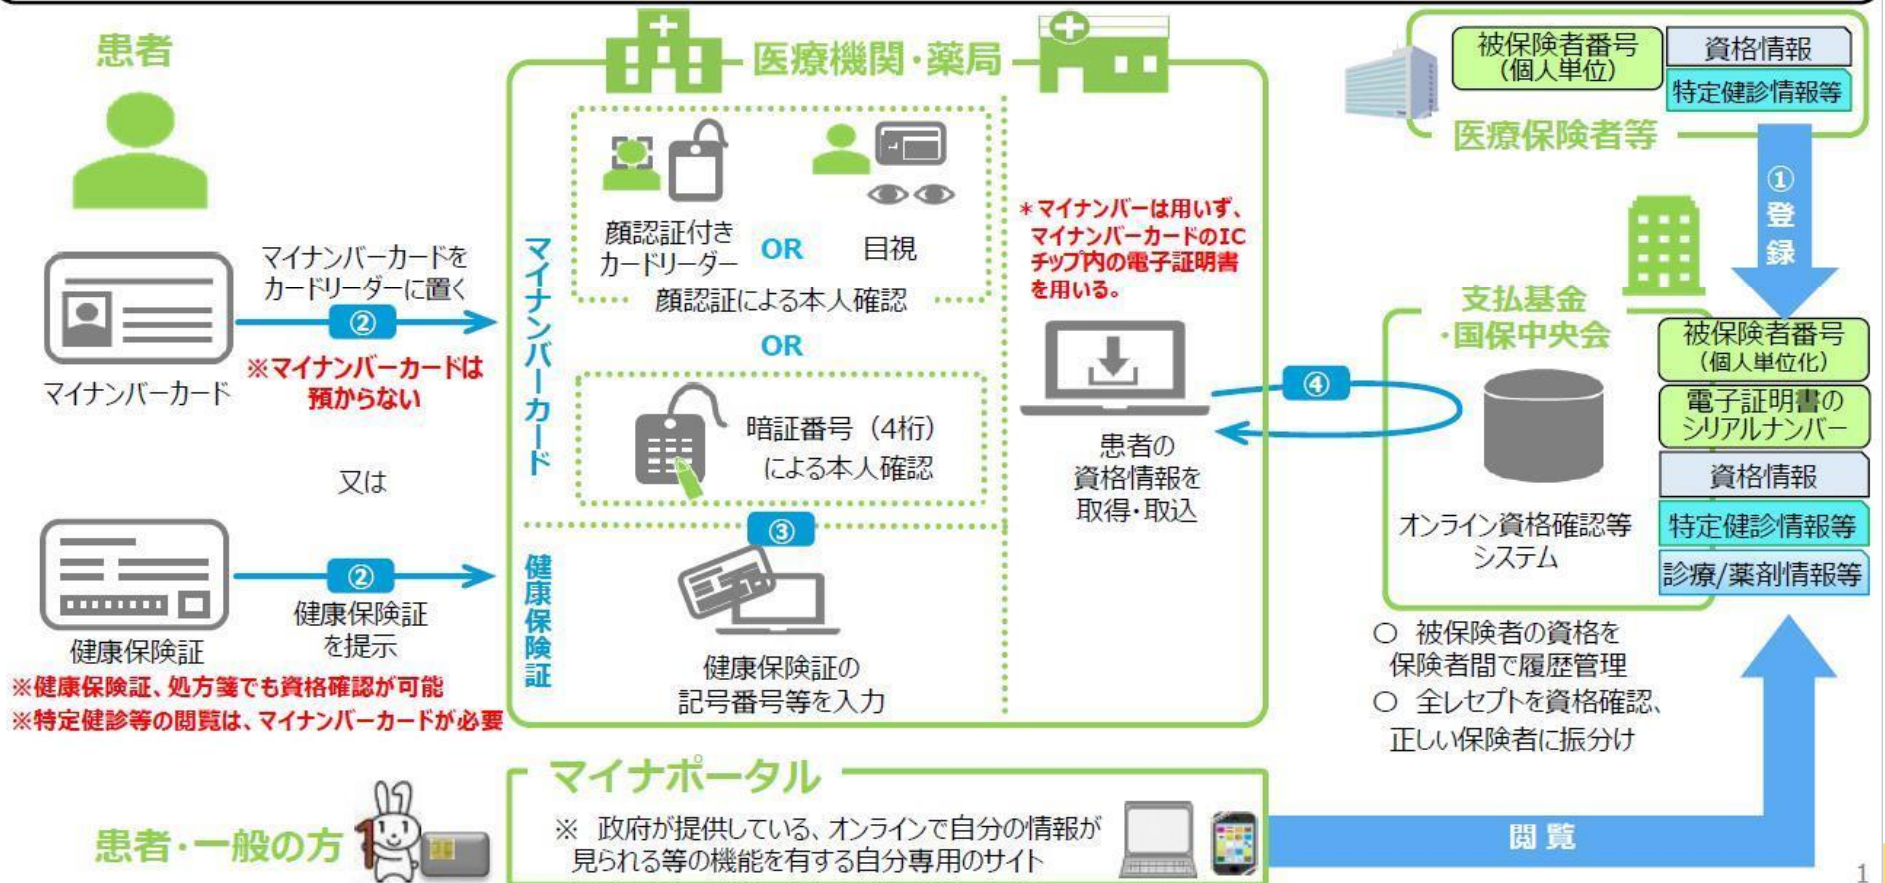 患者
医療機関・薬局
被保険者番号
（個人単位）
資格情報
特定健診情報等
医療保険者等
①
登
録
マイナンバーカードを
カードリーダーに置く
②
※マイナンバーカードは
預からない
マイナンバーカード
又は
②
健康保険証
を提示
健康保険証
※健康保険証、処方箋でも資格確認が可能
※特定健診等の閲覧は、マイナンバーカードが必要
マイナンバーカード
顔認証付き
カードリーダー
OR
目視
顔認証による本人確認
OR
暗証番号（4桁）
による本人確認
③
健康保険証
健康保険証の
記号番号等を入力
＊マイナンバーは用いず、
マイナンバーカードのIC
チップ内の電子証明書
を用いる。
患者の
資格情報を
取得・取込
④
支払基金
・国保中央会
オンライン資格確認等
システム
被保険者番号
（個人単位化）
電子証明書の
シリアルナンバー
資格情報
特定健診情報等
診療/薬剤情報等
○ 被保険者の資格を
保険者間で履歴管理
○ 全レセプトを資格確認、
正しい保険者に振分け
患者・一般の方
マイナポータル
※ 政府が提供している、オンラインで自分の情報が
見られる等の機能を有する自分専用のサイト
閲覧
1